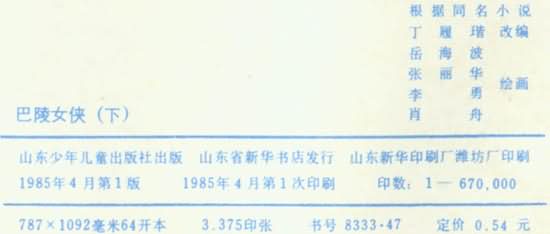 根据同名小说
丁履瑎改编
岳海波
张丽华
李勇 绘画
肖舟
巴陵女侠(下)
山东少年儿童出版社出版 山东省新华书店发行 山东新华印刷厂潍坊厂印刷
1985年4月第1版 1985年4月第1次印刷 印数:1—670,000
787×1092毫米64开本 3.375印张 书号 8333·47 定价 0.54 元